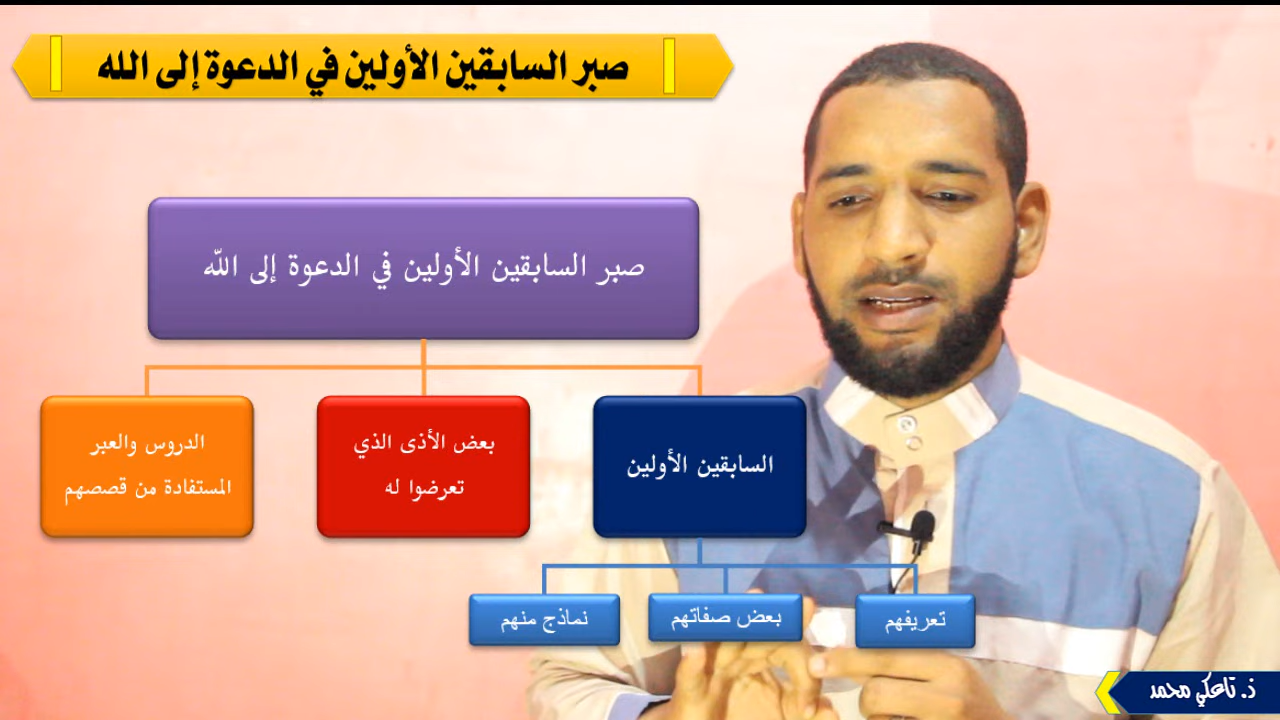 صبر السابقين الأولين في الدعوة إلى الله
صبر السابقين الأولين في الدعوة إلى الله
السابقين الأولين
بعض الأذى الذي
تعرضوا له
الدروس والعبر
المستفادة من قصصهم
تعريفهم
بعض صفاتهم
نماذج منهم
ذ. تاعكي محمد